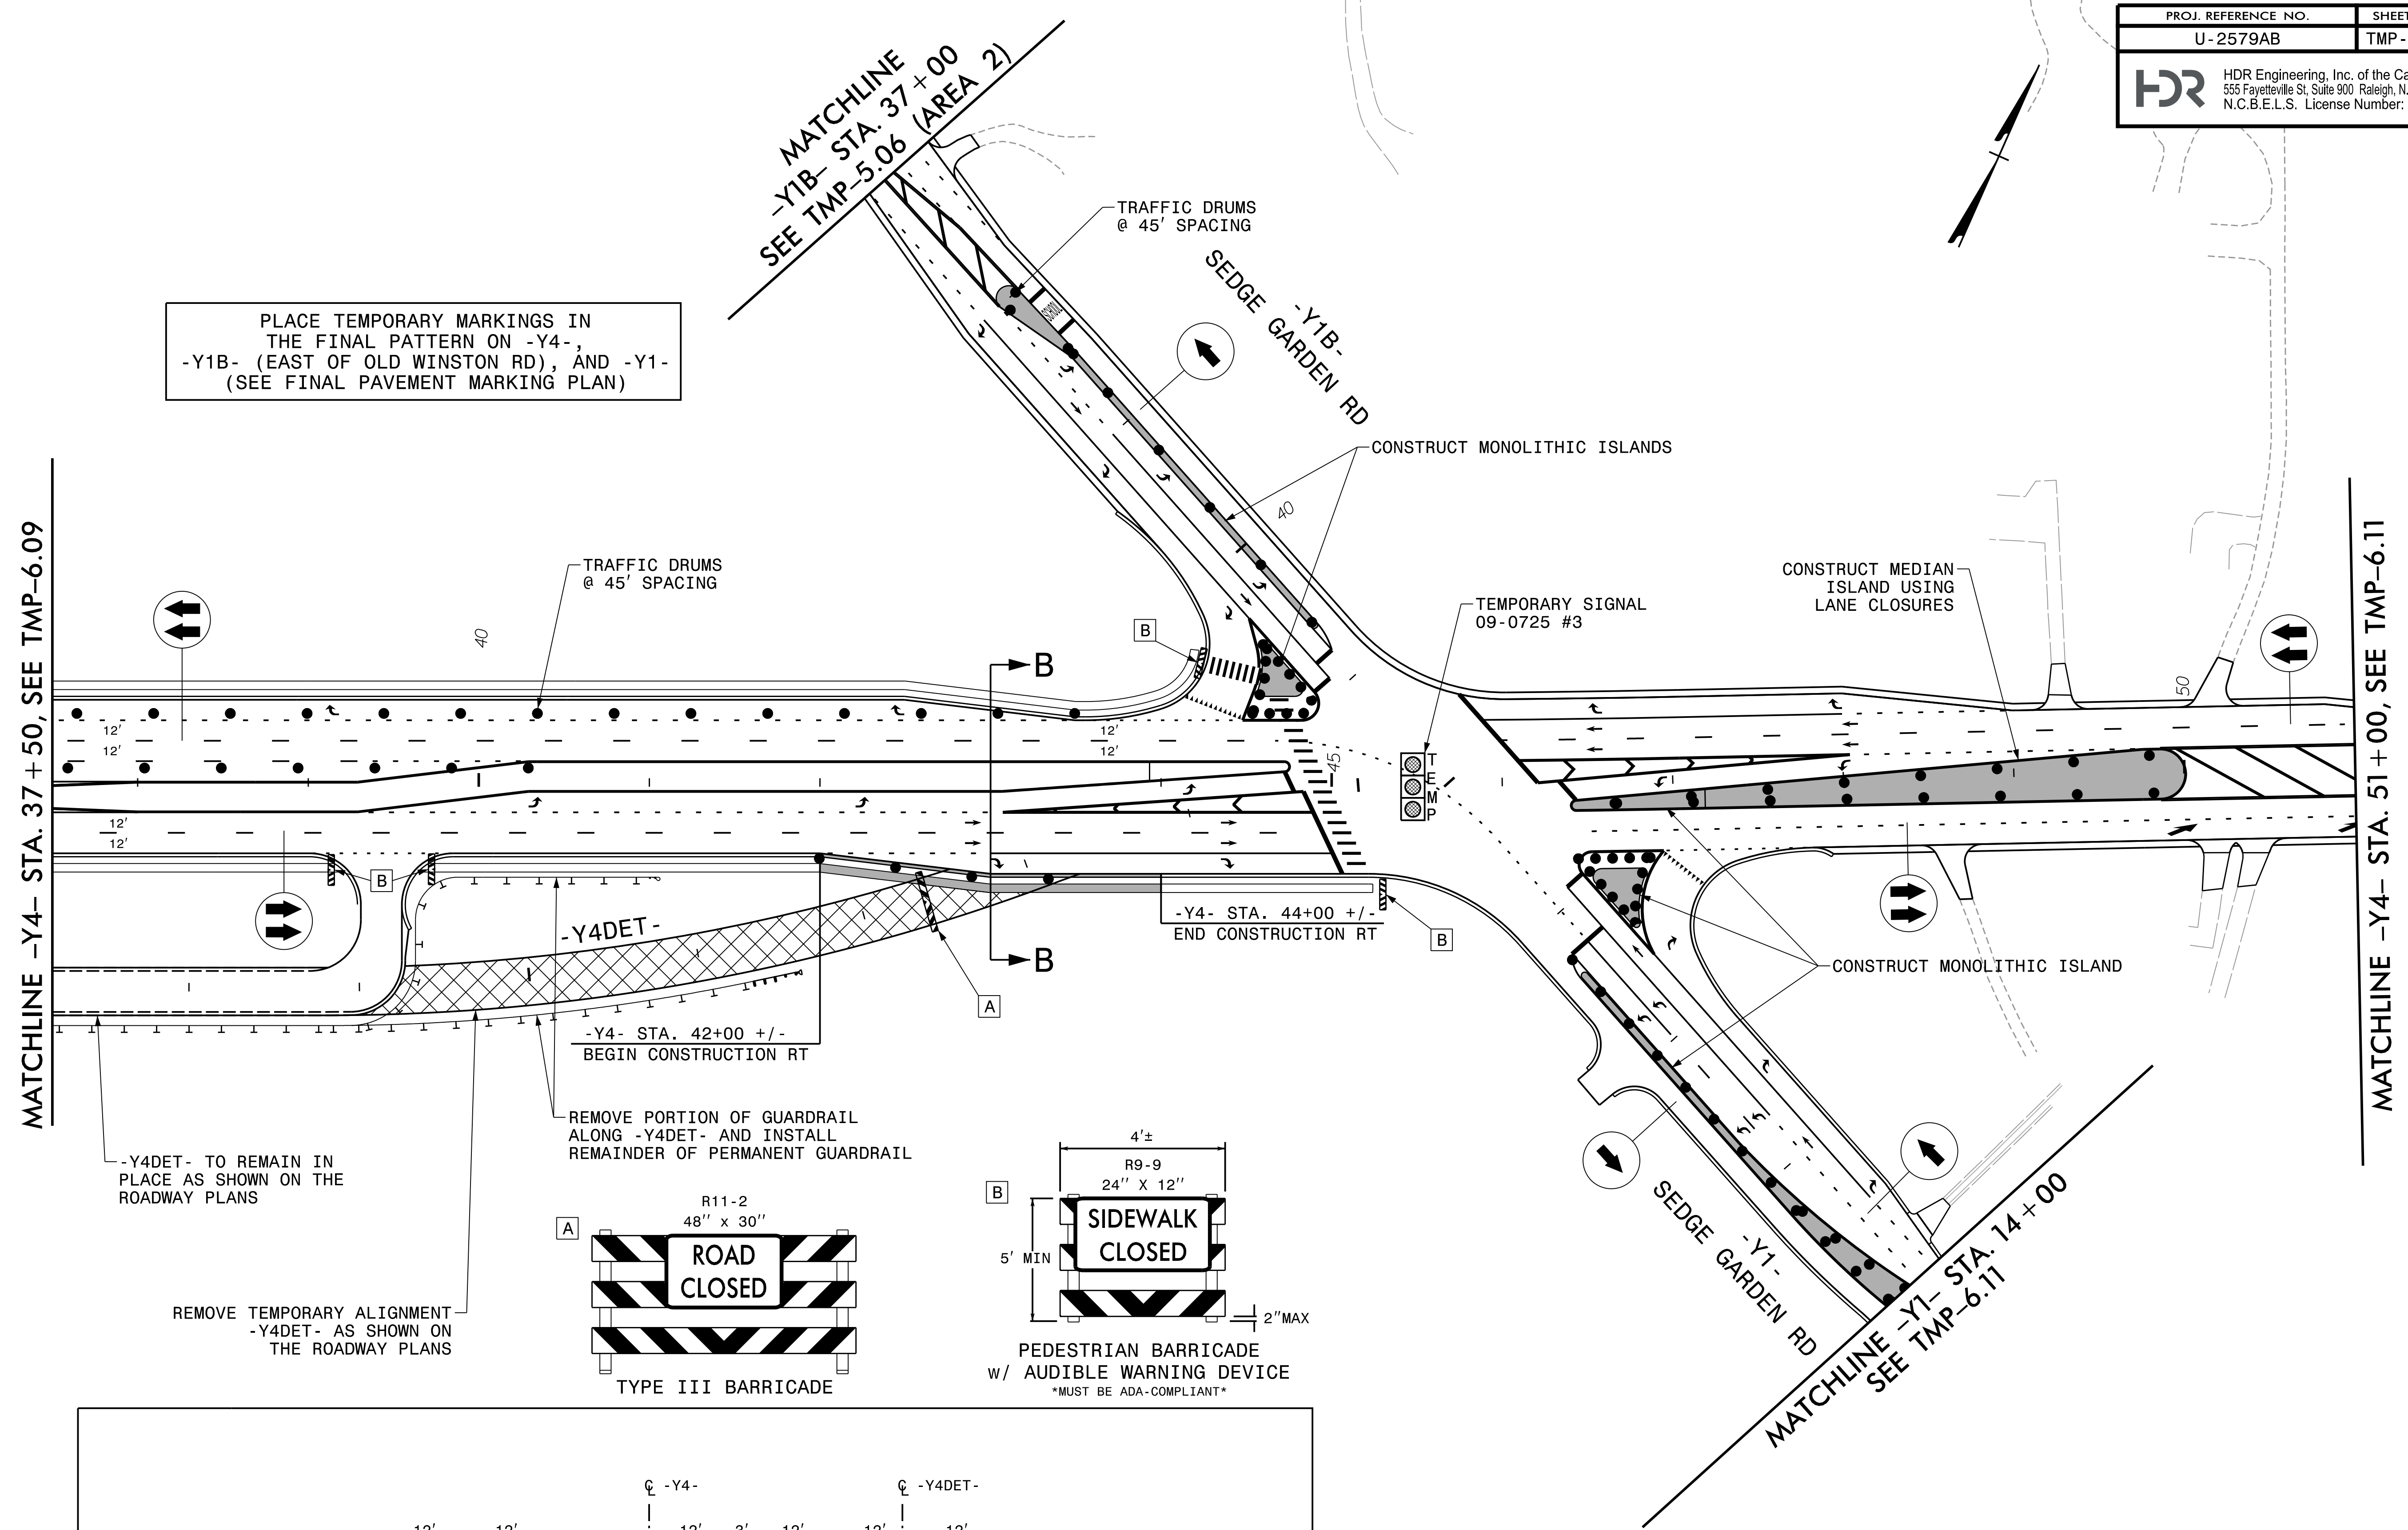 PROJ. REFERENCE NO.
SHEET
U-2579AB
TMP-
HDR
HDR Engineering, Inc. of the Ca
555 Fayetteville St, Suite 900 Raleigh, N.
N.C.B.E.L.S. License Number:
MATCHLINE
-Y1B- STA. 37+00
SEE TMP-5.06 (AREA 2)
TRAFFIC DRUMS
@ 45' SPACING
SCHOOL
-Y1B-
SEDGE GARDEN RD
PLACE TEMPORARY MARKINGS IN
THE FINAL PATTERN ON -Y4-,
-Y1B- (EAST OF OLD WINSTON RD), AND -Y1-
(SEE FINAL PAVEMENT MARKING PLAN)
CONSTRUCT MONOLITHIC ISLANDS
40
MATCHLINE -Y4- STA. 37+50, SEE TMP-6.09
TRAFFIC DRUMS
@ 45' SPACING
40
CONSTRUCT MEDIAN
ISLAND USING
LANE CLOSURES
TEMPORARY SIGNAL
09-0725 #3
MATCHLINE -Y4- STA. 51+00, SEE TMP-6.11
B
B
50
12'
12'
12'
12'
45
TEMP
12'
12'
B
-Y4DET-
-Y4- STA. 44+00 +/-
END CONSTRUCTION RT
B
B
A
CONSTRUCT MONOLITHIC ISLAND
-Y4- STA. 42+00 +/-
BEGIN CONSTRUCTION RT
REMOVE PORTION OF GUARDRAIL
ALONG -Y4DET- AND INSTALL
REMAINDER OF PERMANENT GUARDRAIL
-Y4DET- TO REMAIN IN
PLACE AS SHOWN ON THE
ROADWAY PLANS
REMOVE TEMPORARY ALIGNMENT
-Y4DET- AS SHOWN ON
THE ROADWAY PLANS
A
R11-2
48" x 30"
ROAD
CLOSED
TYPE III BARRICADE
B
4'±
R9-9
24" X 12"
SIDEWALK
CLOSED
5' MIN
2"MAX
PEDESTRIAN BARRICADE
W/ AUDIBLE WARNING DEVICE
*MUST BE ADA-COMPLIANT*
-Y1-
SEDGE GARDEN RD
MATCHLINE -Y1- STA. 14+00
SEE TMP-6.11
℄ -Y4-
℄ -Y4DET-
12'
12'
12'
3'
12'
12'
12'